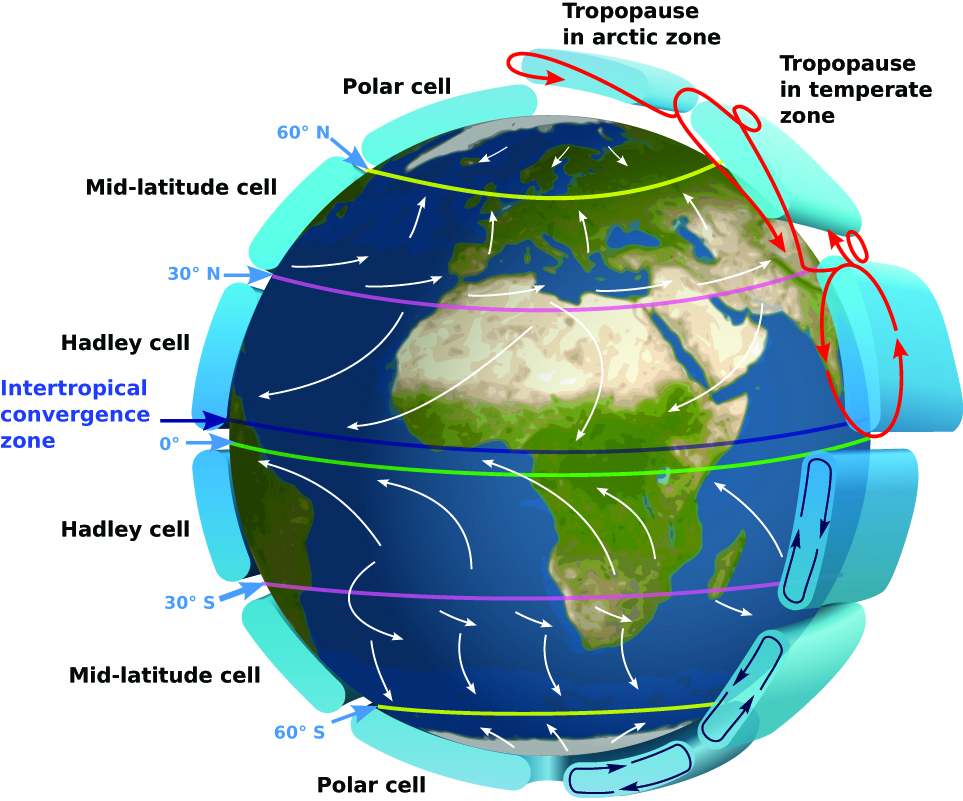 Tropopause
in arctic zone
Tropopause
in temperate
zone
Polar cell
60° N
Mid-latitude cell
30° N
Hadley cell
Intertropical
convergence
zone
0°
Hadley cell
30° S
Mid-latitude cell
60° S
Polar cell